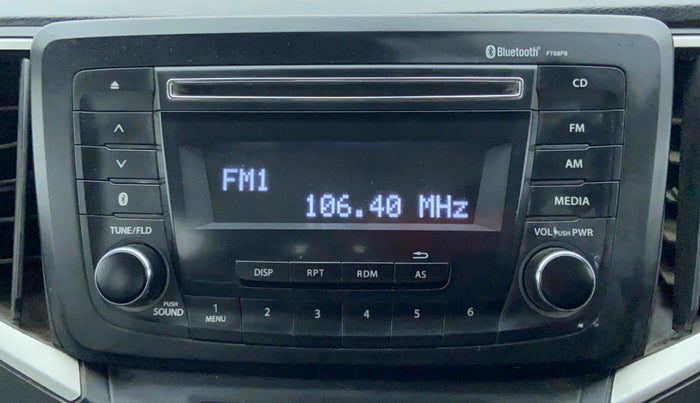 Bluetooth® FT68PB
CD
FM
AM
MEDIA
FM1
106.40 MHz
TUNE/FLD
VOL PUSH PWR
DISP RPT RDM AS
PUSH
SOUND
1 2 3 4 5 6
MENU